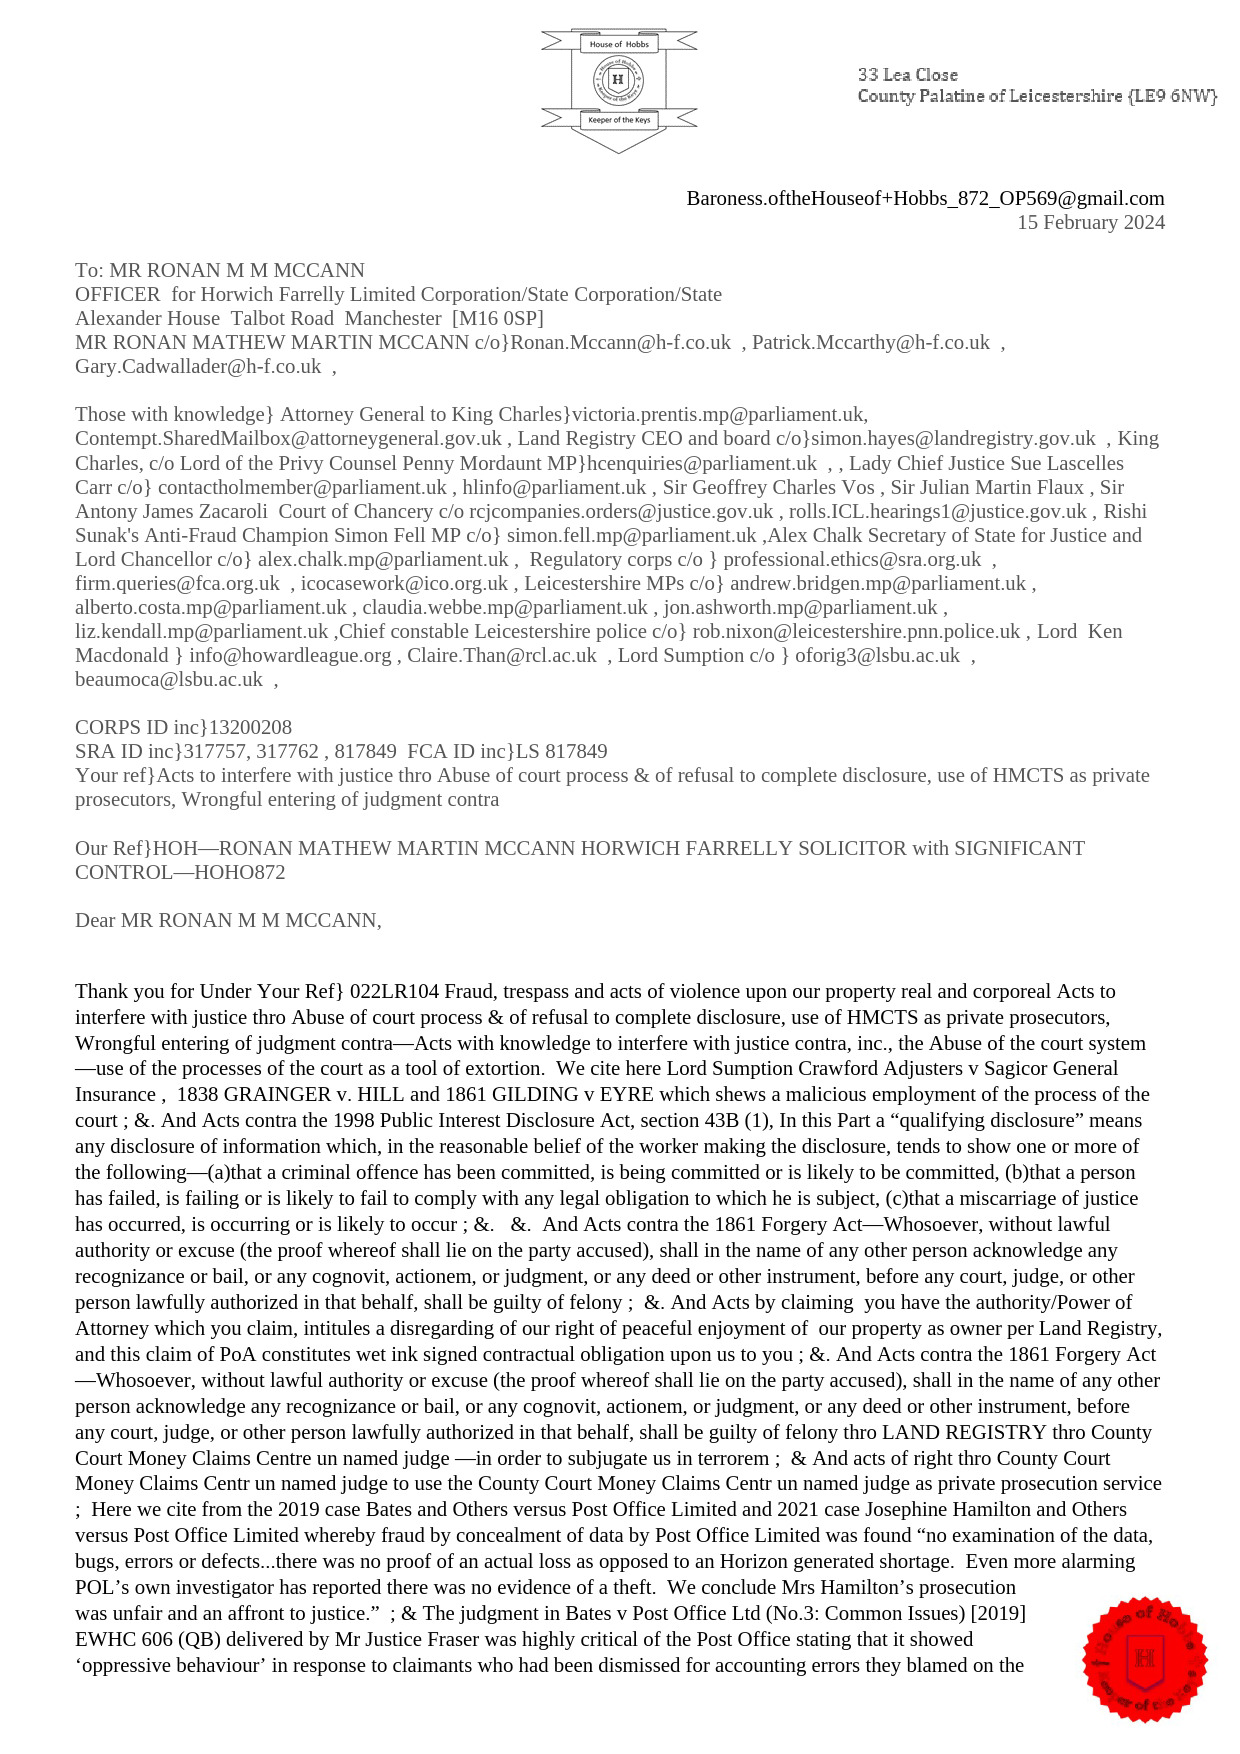 House of Hobbs
House of Hobbs
H
Keeper of the Keys
Keeper of the Keys
33 Lea Close
County Palatine of Leicestershire {LE9 6NW}
Baroness.oftheHouseof+Hobbs_872_OP569@gmail.com
15 February 2024
To: MR RONAN M M MCCANN
OFFICER  for Horwich Farrelly Limited Corporation/State Corporation/State
Alexander House  Talbot Road  Manchester  [M16 0SP]
MR RONAN MATHEW MARTIN MCCANN c/o}Ronan.Mccann@h-f.co.uk  , Patrick.Mccarthy@h-f.co.uk  ,
Gary.Cadwallader@h-f.co.uk  ,
Those with knowledge} Attorney General to King Charles}victoria.prentis.mp@parliament.uk,
Contempt.SharedMailbox@attorneygeneral.gov.uk , Land Registry CEO and board c/o}simon.hayes@landregistry.gov.uk  , King
Charles, c/o Lord of the Privy Counsel Penny Mordaunt MP}hcenquiries@parliament.uk  , , Lady Chief Justice Sue Lascelles
Carr c/o} contactholmember@parliament.uk , hlinfo@parliament.uk , Sir Geoffrey Charles Vos , Sir Julian Martin Flaux , Sir
Antony James Zacaroli  Court of Chancery c/o rcjcompanies.orders@justice.gov.uk , rolls.ICL.hearings1@justice.gov.uk , Rishi
Sunak's Anti-Fraud Champion Simon Fell MP c/o} simon.fell.mp@parliament.uk ,Alex Chalk Secretary of State for Justice and
Lord Chancellor c/o} alex.chalk.mp@parliament.uk ,  Regulatory corps c/o } professional.ethics@sra.org.uk  ,
firm.queries@fca.org.uk  , icocasework@ico.org.uk , Leicestershire MPs c/o} andrew.bridgen.mp@parliament.uk ,
alberto.costa.mp@parliament.uk , claudia.webbe.mp@parliament.uk , jon.ashworth.mp@parliament.uk ,
liz.kendall.mp@parliament.uk ,Chief constable Leicestershire police c/o} rob.nixon@leicestershire.pnn.police.uk , Lord  Ken
Macdonald } info@howardleague.org , Claire.Than@rcl.ac.uk  , Lord Sumption c/o } oforig3@lsbu.ac.uk  ,
beaumoca@lsbu.ac.uk  ,
CORPS ID inc}13200208
SRA ID inc}317757, 317762 , 817849  FCA ID inc}LS 817849
Your ref}Acts to interfere with justice thro Abuse of court process & of refusal to complete disclosure, use of HMCTS as private
prosecutors, Wrongful entering of judgment contra
Our Ref}HOH—RONAN MATHEW MARTIN MCCANN HORWICH FARRELLY SOLICITOR with SIGNIFICANT
CONTROL—HOHO872
Dear MR RONAN M M MCCANN,
Thank you for Under Your Ref} 022LR104 Fraud, trespass and acts of violence upon our property real and corporeal Acts to
interfere with justice thro Abuse of court process & of refusal to complete disclosure, use of HMCTS as private prosecutors,
Wrongful entering of judgment contra—Acts with knowledge to interfere with justice contra, inc., the Abuse of the court system
—use of the processes of the court as a tool of extortion.  We cite here Lord Sumption Crawford Adjusters v Sagicor General
Insurance ,  1838 GRAINGER v. HILL and 1861 GILDING v EYRE which shews a malicious employment of the process of the
court ; &. And Acts contra the 1998 Public Interest Disclosure Act, section 43B (1), In this Part a “qualifying disclosure” means
any disclosure of information which, in the reasonable belief of the worker making the disclosure, tends to show one or more of
the following—(a)that a criminal offence has been committed, is being committed or is likely to be committed, (b)that a person
has failed, is failing or is likely to fail to comply with any legal obligation to which he is subject, (c)that a miscarriage of justice
has occurred, is occurring or is likely to occur ; &.   &.  And Acts contra the 1861 Forgery Act—Whosoever, without lawful
authority or excuse (the proof whereof shall lie on the party accused), shall in the name of any other person acknowledge any
recognizance or bail, or any cognovit, actionem, or judgment, or any deed or other instrument, before any court, judge, or other
person lawfully authorized in that behalf, shall be guilty of felony ;  &. And Acts by claiming  you have the authority/Power of
Attorney which you claim, intitules a disregarding of our right of peaceful enjoyment of  our property as owner per Land Registry,
and this claim of PoA constitutes wet ink signed contractual obligation upon us to you ; &. And Acts contra the 1861 Forgery Act
—Whosoever, without lawful authority or excuse (the proof whereof shall lie on the party accused), shall in the name of any other
person acknowledge any recognizance or bail, or any cognovit, actionem, or judgment, or any deed or other instrument, before
any court, judge, or other person lawfully authorized in that behalf, shall be guilty of felony thro LAND REGISTRY thro County
Court Money Claims Centre un named judge —in order to subjugate us in terrorem ;  & And acts of right thro County Court
Money Claims Centr un named judge to use the County Court Money Claims Centr un named judge as private prosecution service
;  Here we cite from the 2019 case Bates and Others versus Post Office Limited and 2021 case Josephine Hamilton and Others
versus Post Office Limited whereby fraud by concealment of data by Post Office Limited was found “no examination of the data,
bugs, errors or defects...there was no proof of an actual loss as opposed to an Horizon generated shortage.  Even more alarming
POL’s own investigator has reported there was no evidence of a theft.  We conclude Mrs Hamilton’s prosecution
was unfair and an affront to justice.”  ; & The judgment in Bates v Post Office Ltd (No.3: Common Issues) [2019]
EWHC 606 (QB) delivered by Mr Justice Fraser was highly critical of the Post Office stating that it showed
‘oppressive behaviour’ in response to claimants who had been dismissed for accounting errors they blamed on the
House of Hobbs
H
Keeper of the Keys